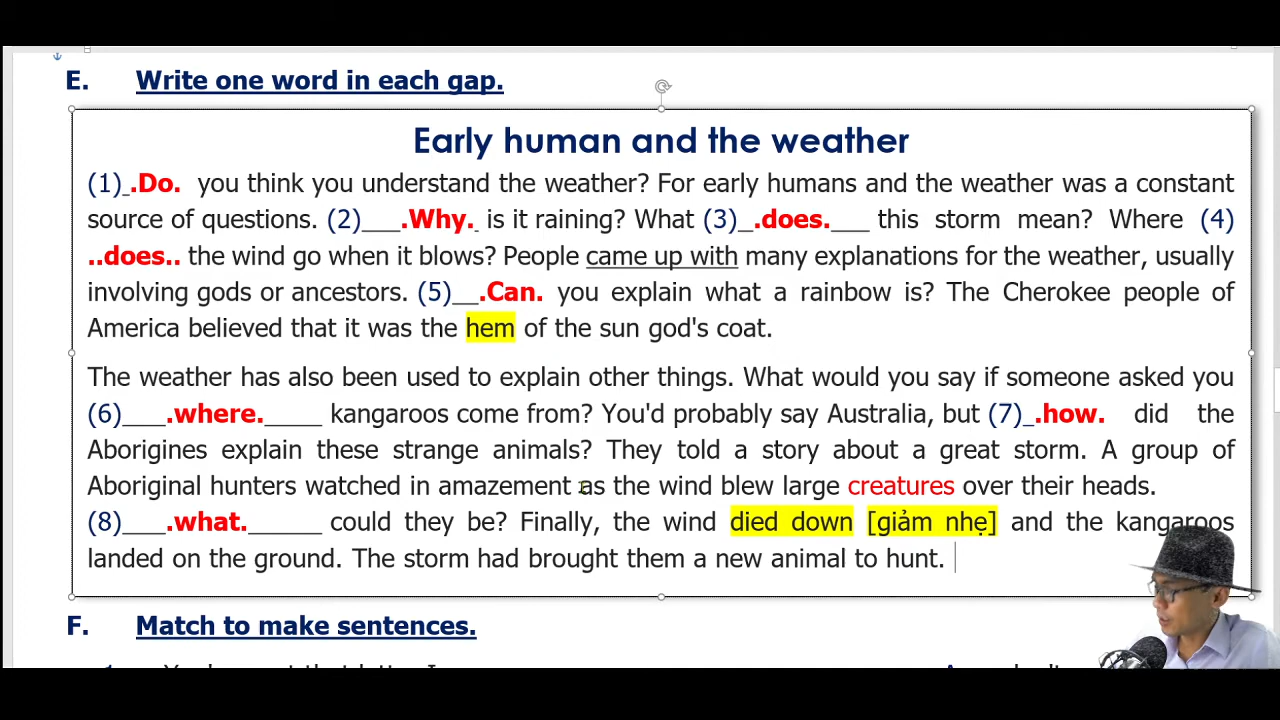 E. Write one word in each gap.
Early human and the weather
(1)_.Do. you think you understand the weather? For early humans and the weather was a constant
source of questions. (2)___.Why._ is it raining? What (3)_.does.___ this storm mean? Where (4)
..does.. the wind go when it blows? People came up with many explanations for the weather, usually
involving gods or ancestors. (5)__.Can. you explain what a rainbow is? The Cherokee people of
America believed that it was the hem of the sun god's coat.
The weather has also been used to explain other things. What would you say if someone asked you
(6)___.where.____ kangaroos come from? You'd probably say Australia, but (7)_.how. did the
Aborigines explain these strange animals? They told a story about a great storm. A group of
Aboriginal hunters watched in amazement as the wind blew large creatures over their heads.
(8)___.what.______ could they be? Finally, the wind died down [giảm nhẹ] and the kangaroos
landed on the ground. The storm had brought them a new animal to hunt.
F. Match to make sentences.